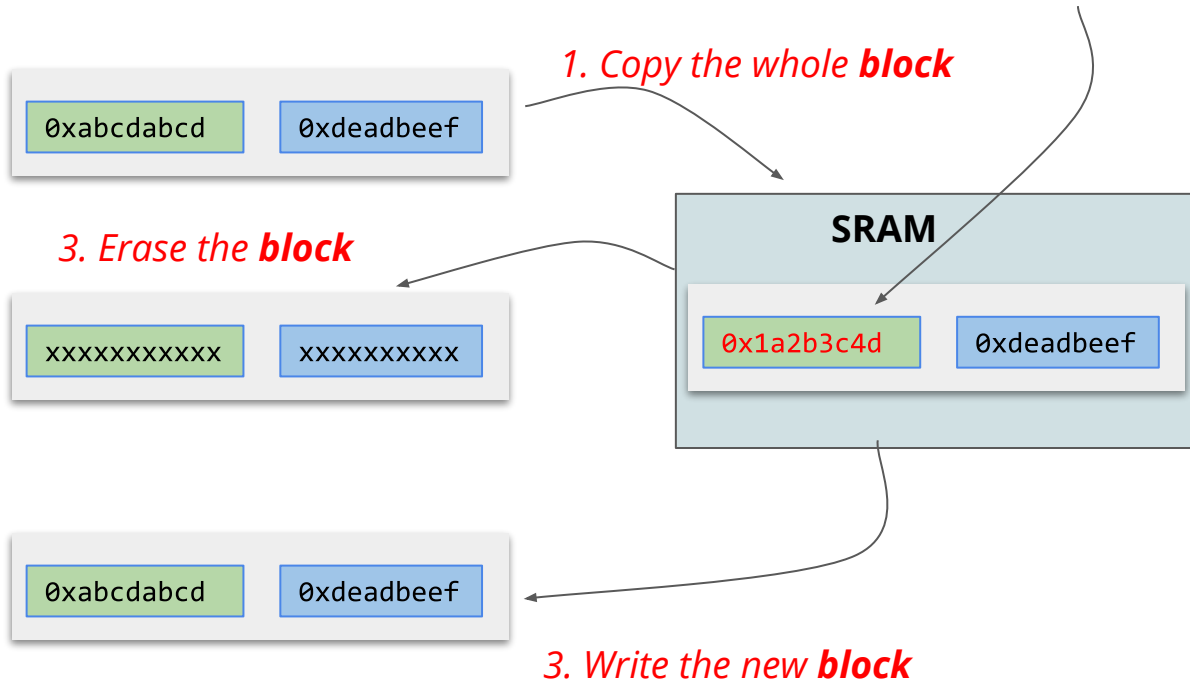 1. Copy the whole block
0xabcdabcd 0xdeadbeef
SRAM
3. Erase the block
xxxxxxxxxxx xxxxxxxxxx
0x1a2b3c4d 0xdeadbeef
0xabcdabcd 0xdeadbeef
3. Write the new block